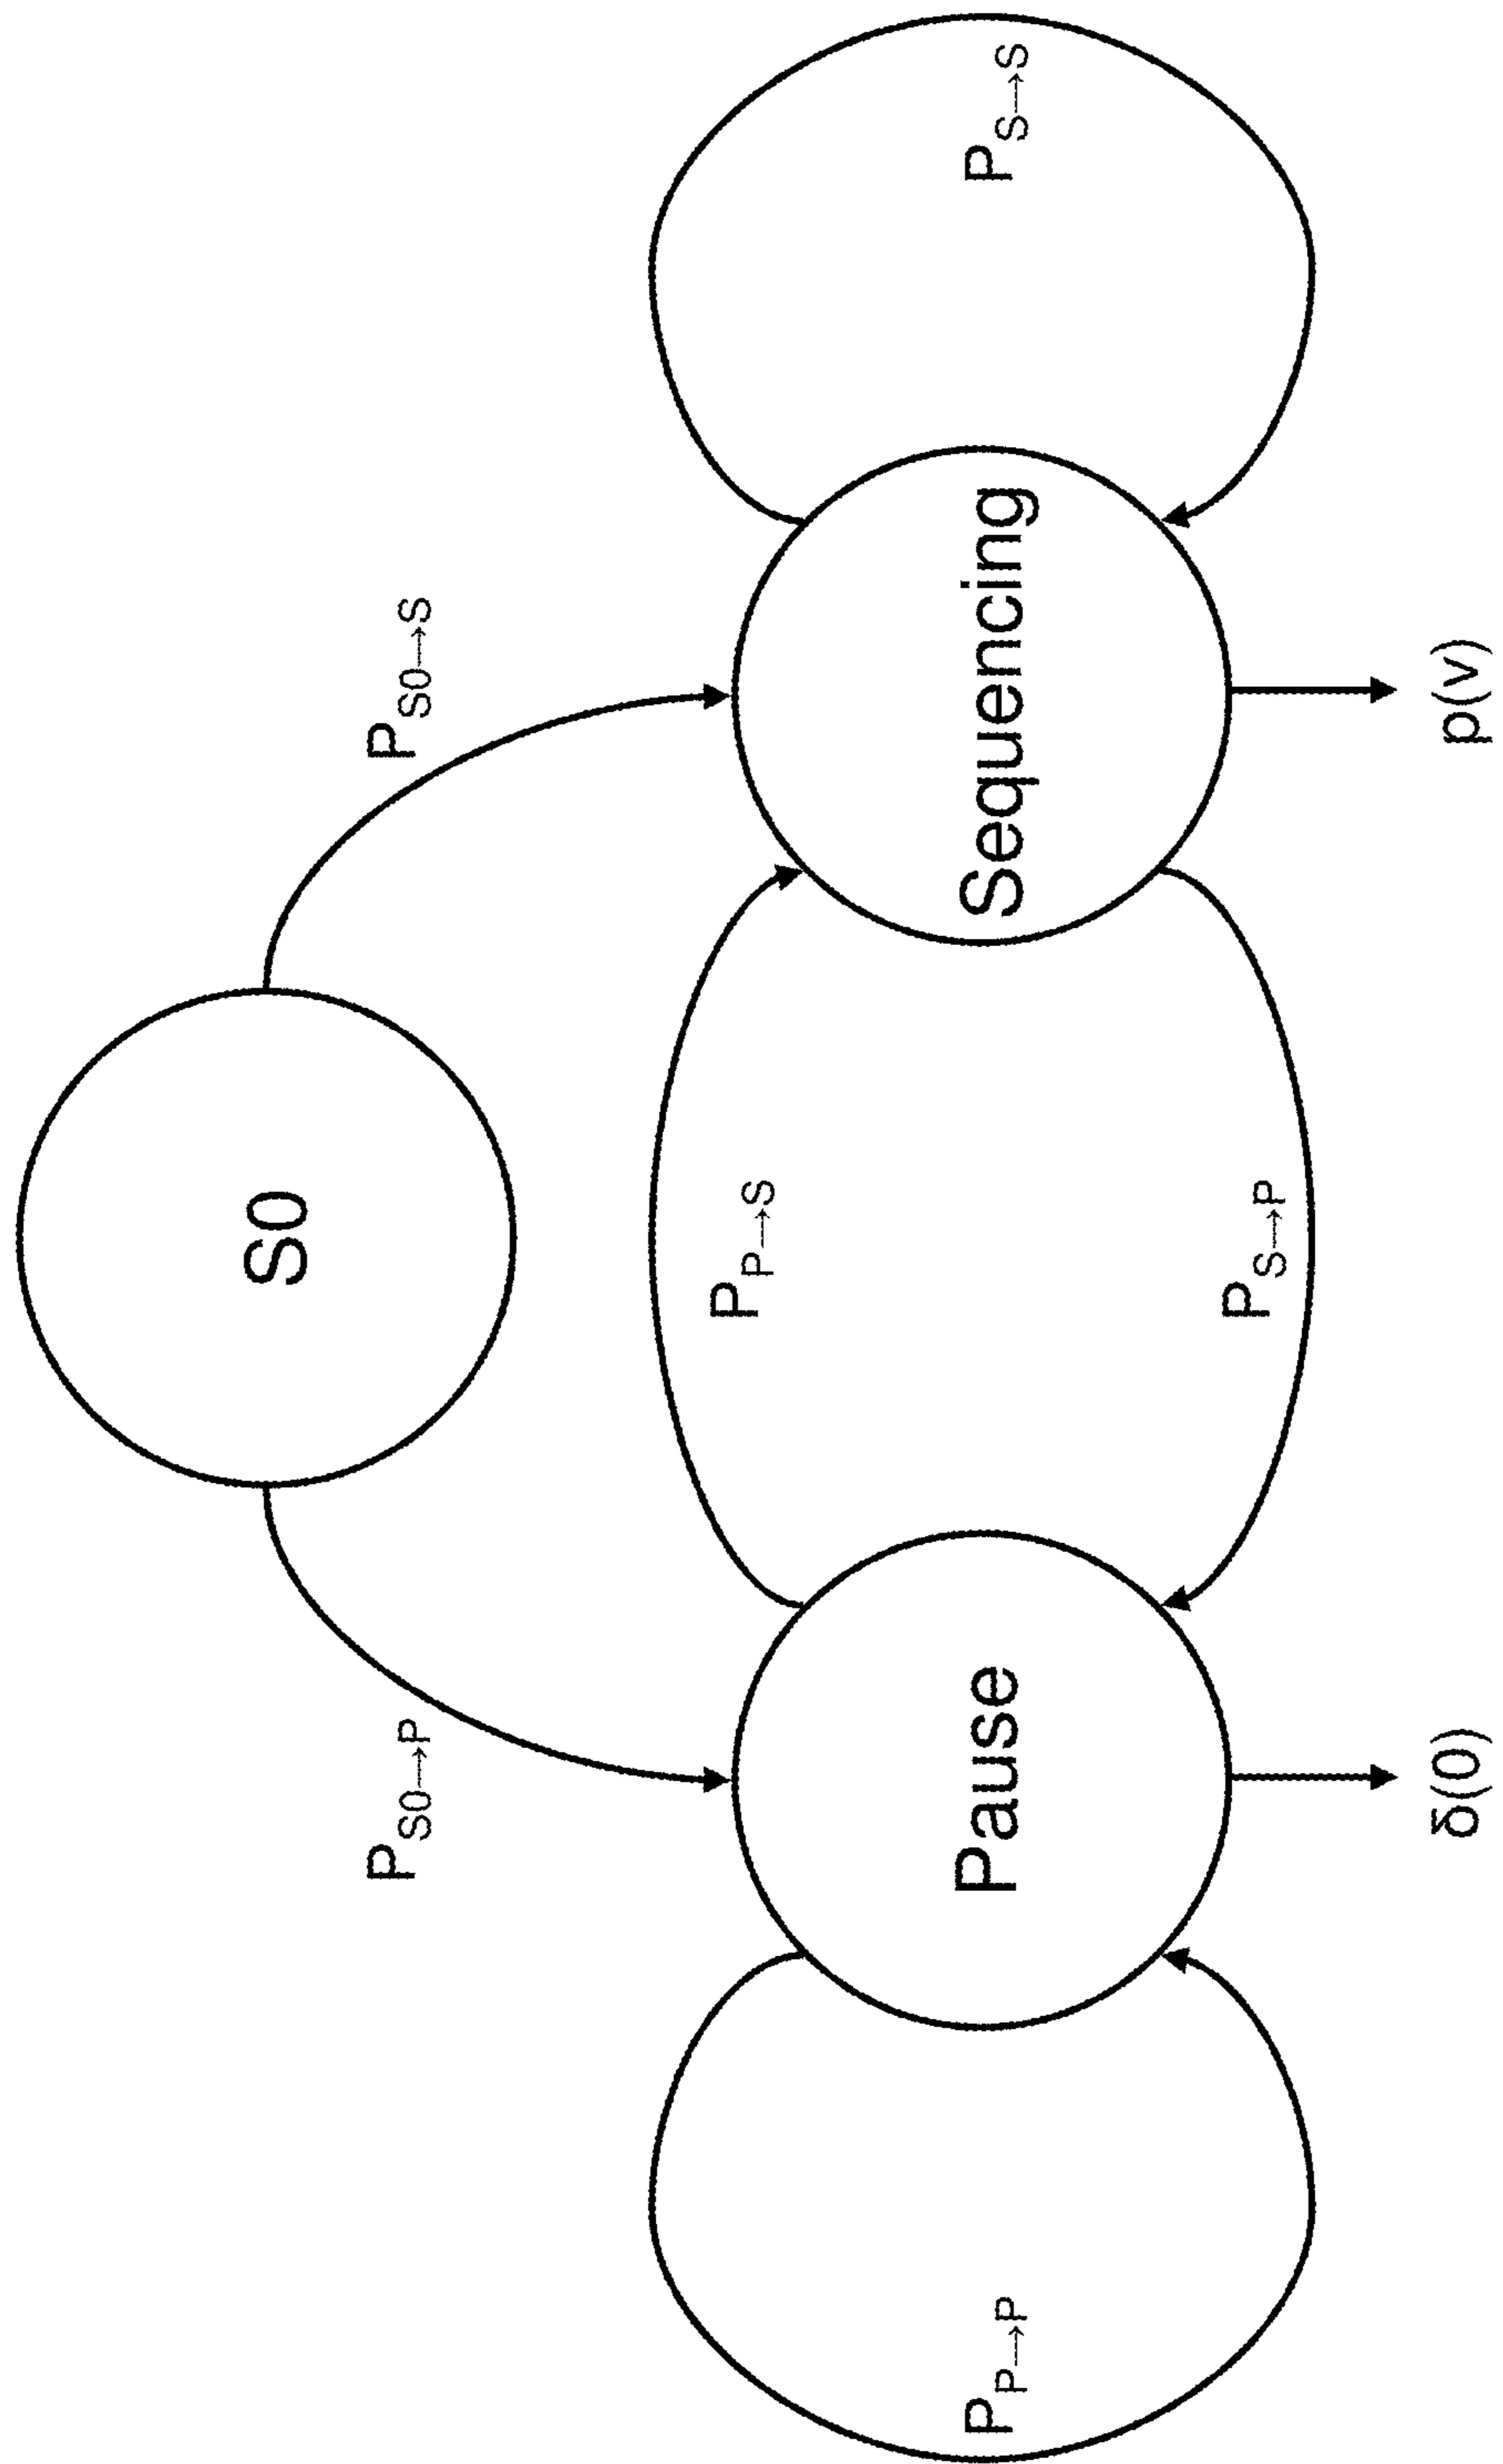 S0
P_{S0→P}
P_{S0→S}
P_{P→S}
P_{P→P}
Pause
Sequencing
P_{S→S}
P_{S→P}
δ(0)
p(v)